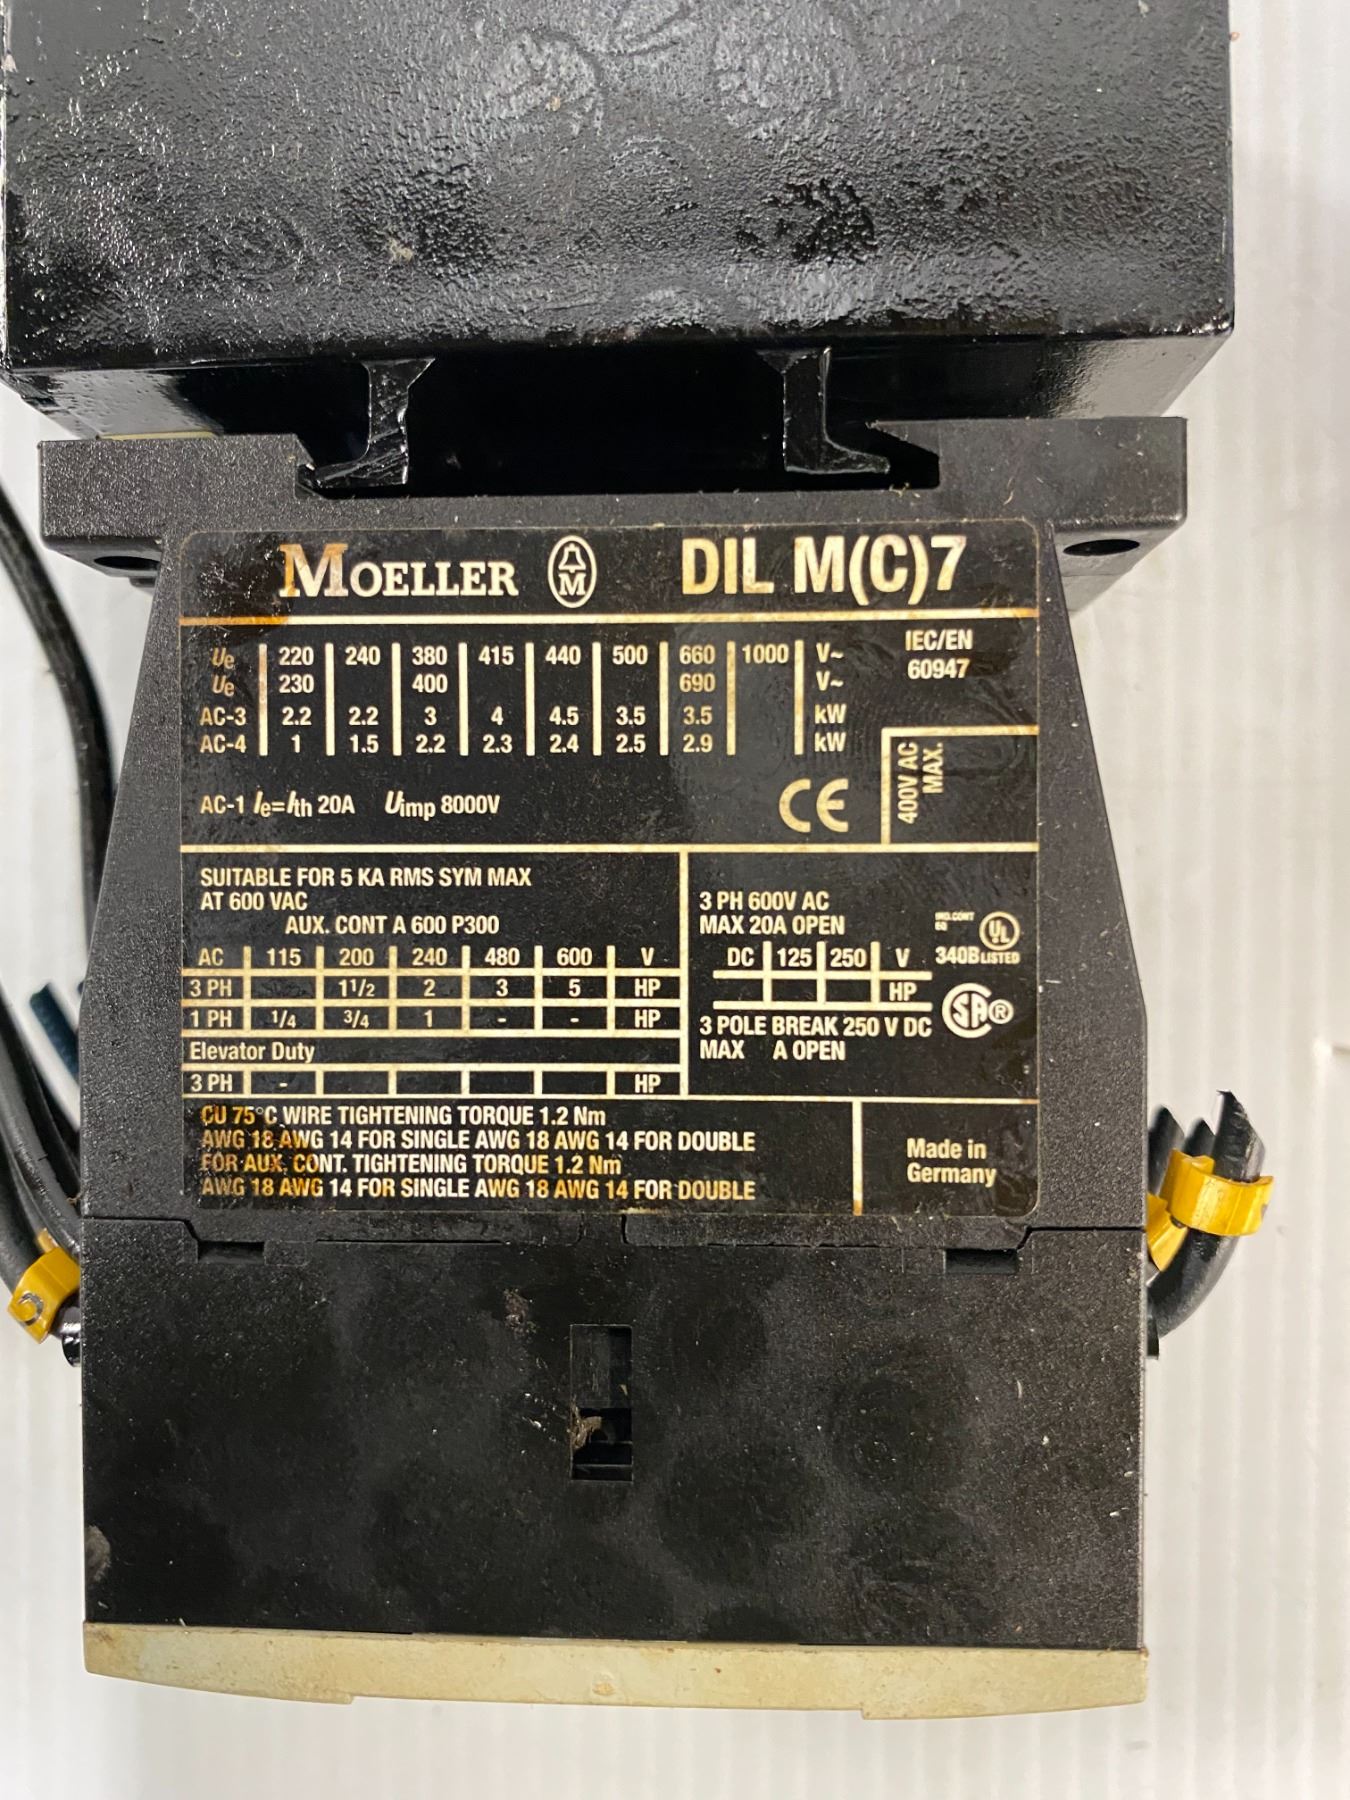 MOELLER M DIL M(C)7
Ue 220 240 380 415 440 500 660 1000 V~ IEC/EN
Ue 230 400 690 V~ 60947
AC-3 2.2 2.2 3 4 4.5 3.5 3.5 kW
AC-4 1 1.5 2.2 2.3 2.4 2.5 2.9 kW
400V AC
MAX.
AC-1 Ie=Ith 20A Uimp 8000V CE
SUITABLE FOR 5 KA RMS SYM MAX
AT 600 VAC
AUX. CONT A 600 P300
AC 115 200 240 480 600 V
3 PH 1 1/2 2 3 5 HP
1 PH 1/4 3/4 1 - - HP
Elevator Duty
3 PH - HP
3 PH 600V AC
MAX 20A OPEN
DC 125 250 V
HP
3 POLE BREAK 250 V DC
MAX A OPEN
IND.CONT
EQ
UL
340B LISTED
SA®
CU 75°C WIRE TIGHTENING TORQUE 1.2 Nm
AWG 18 AWG 14 FOR SINGLE AWG 18 AWG 14 FOR DOUBLE
FOR AUX. CONT. TIGHTENING TORQUE 1.2 Nm
AWG 18 AWG 14 FOR SINGLE AWG 18 AWG 14 FOR DOUBLE
Made in
Germany